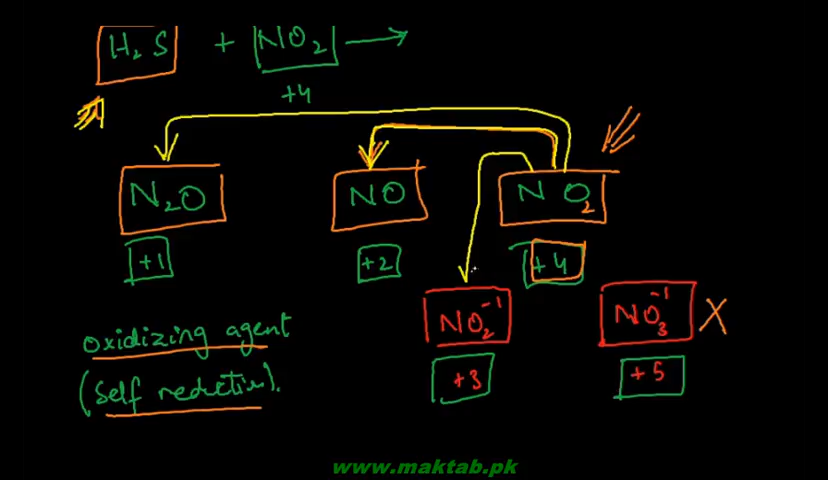 H₂S + NO₂ →
+4
N₂O NO NO₂
+1 +2 +4
NO₂⁻¹ NO₃⁻¹ X
+3 +5
oxidizing agent
(self reduction).
www.maktab.pk